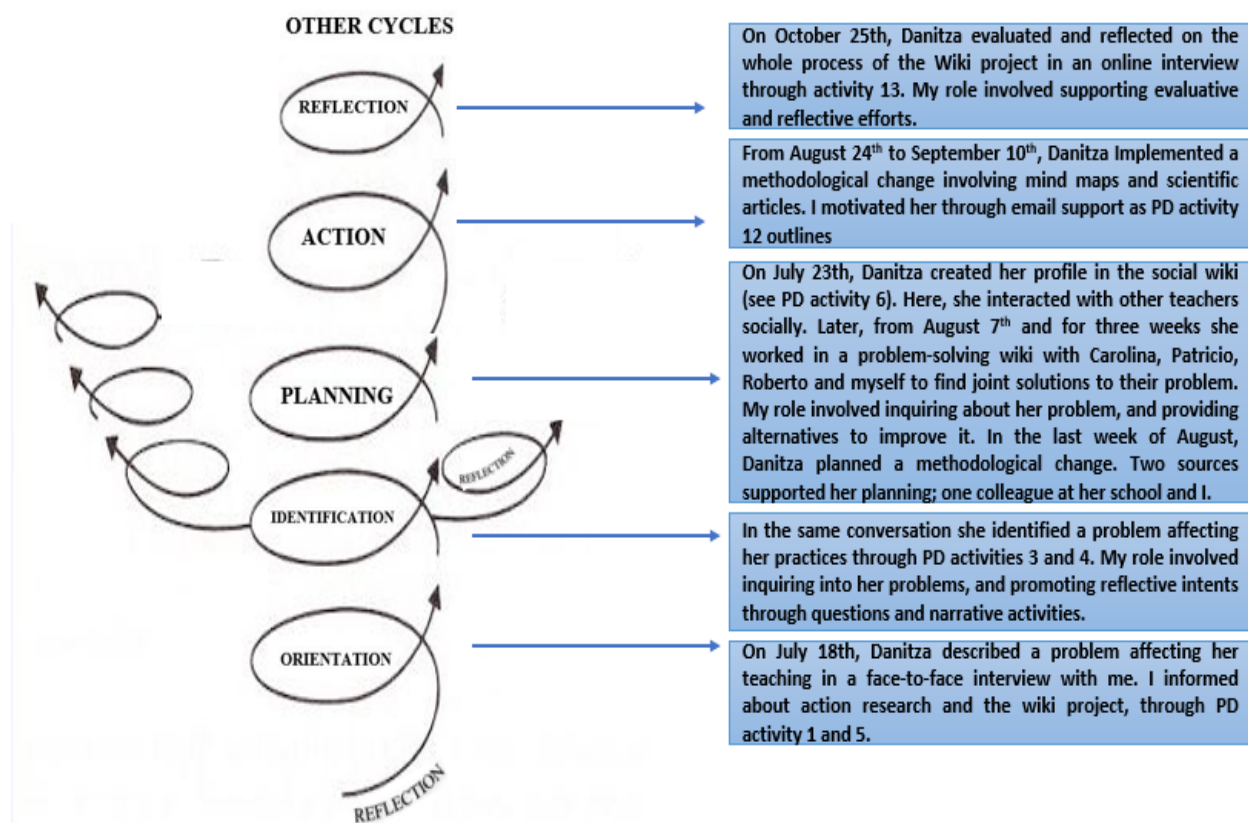 OTHER CYCLES
REFLECTION
On October 25th, Danitza evaluated and reflected on the
whole process of the Wiki project in an online interview
through activity 13. My role involved supporting evaluative
and reflective efforts.
ACTION
From August 24th to September 10th, Danitza Implemented a
methodological change involving mind maps and scientific
articles. I motivated her through email support as PD activity
12 outlines
PLANNING
On July 23th, Danitza created her profile in the social wiki
(see PD activity 6). Here, she interacted with other teachers
socially. Later, from August 7th and for three weeks she
worked in a problem-solving wiki with Carolina, Patricio,
Roberto and myself to find joint solutions to their problem.
My role involved inquiring about her problem, and providing
alternatives to improve it. In the last week of August,
Danitza planned a methodological change. Two sources
supported her planning; one colleague at her school and I.
REFLECTION
IDENTIFICATION
In the same conversation she identified a problem affecting
her practices through PD activities 3 and 4. My role involved
inquiring into her problems, and promoting reflective intents
through questions and narrative activities.
ORIENTATION
On July 18th, Danitza described a problem affecting her
teaching in a face-to-face interview with me. I informed
about action research and the wiki project, through PD
activity 1 and 5.
REFLECTION